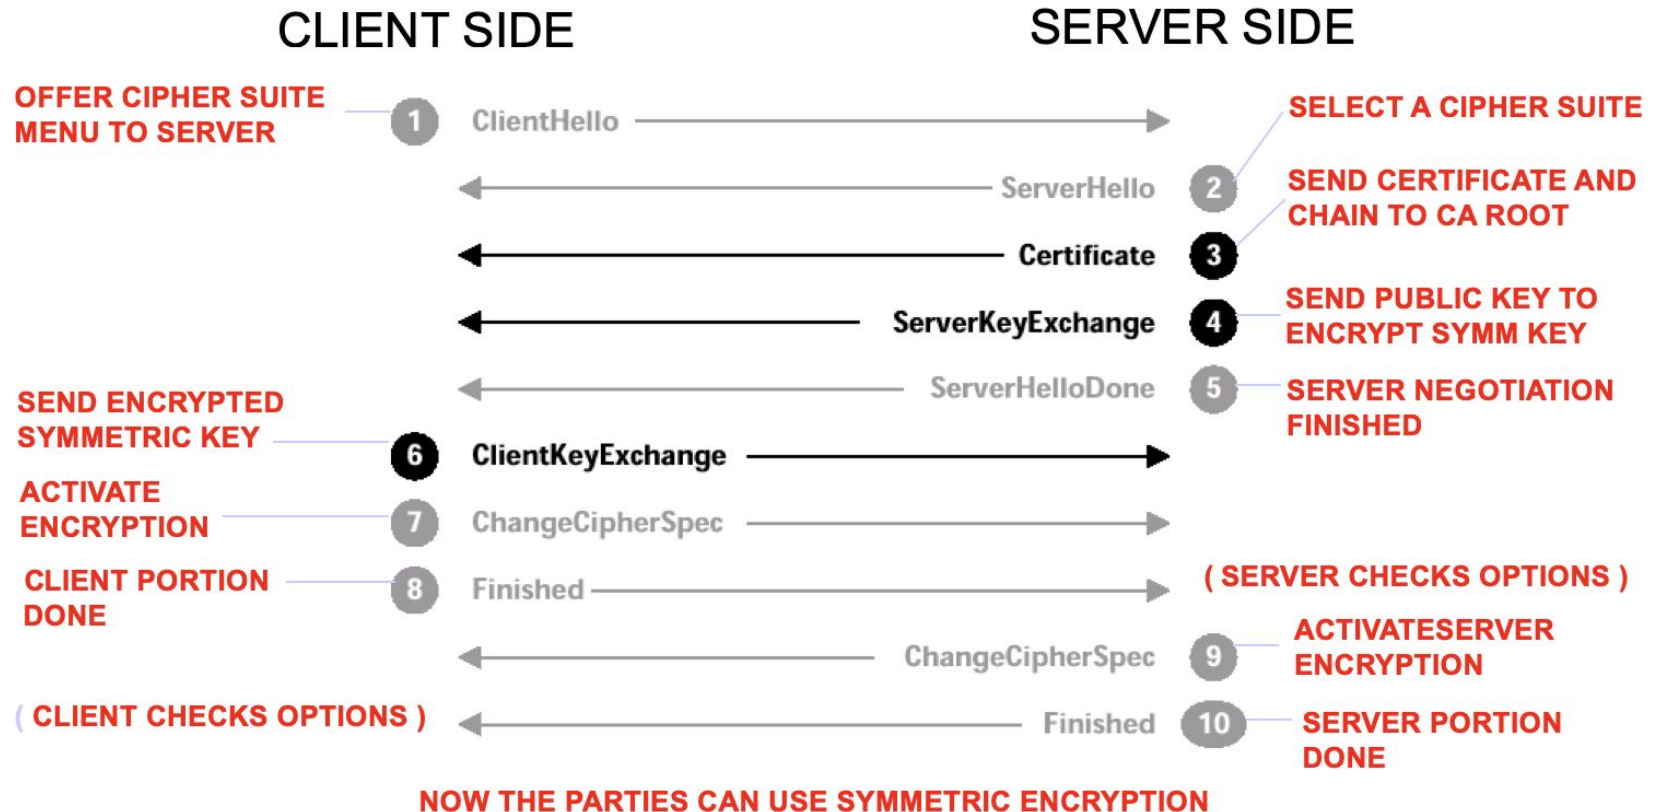 CLIENT SIDE
SERVER SIDE
OFFER CIPHER SUITE
MENU TO SERVER
1 ClientHello
SELECT A CIPHER SUITE
ServerHello 2
SEND CERTIFICATE AND
CHAIN TO CA ROOT
Certificate 3
ServerKeyExchange 4
SEND PUBLIC KEY TO
ENCRYPT SYMM KEY
ServerHelloDone 5
SERVER NEGOTIATION
FINISHED
SEND ENCRYPTED
SYMMETRIC KEY
6 ClientKeyExchange
ACTIVATE
ENCRYPTION
7 ChangeCipherSpec
CLIENT PORTION
DONE
8 Finished
( SERVER CHECKS OPTIONS )
ChangeCipherSpec 9
ACTIVATESERVER
ENCRYPTION
( CLIENT CHECKS OPTIONS )
Finished 10
SERVER PORTION
DONE
NOW THE PARTIES CAN USE SYMMETRIC ENCRYPTION